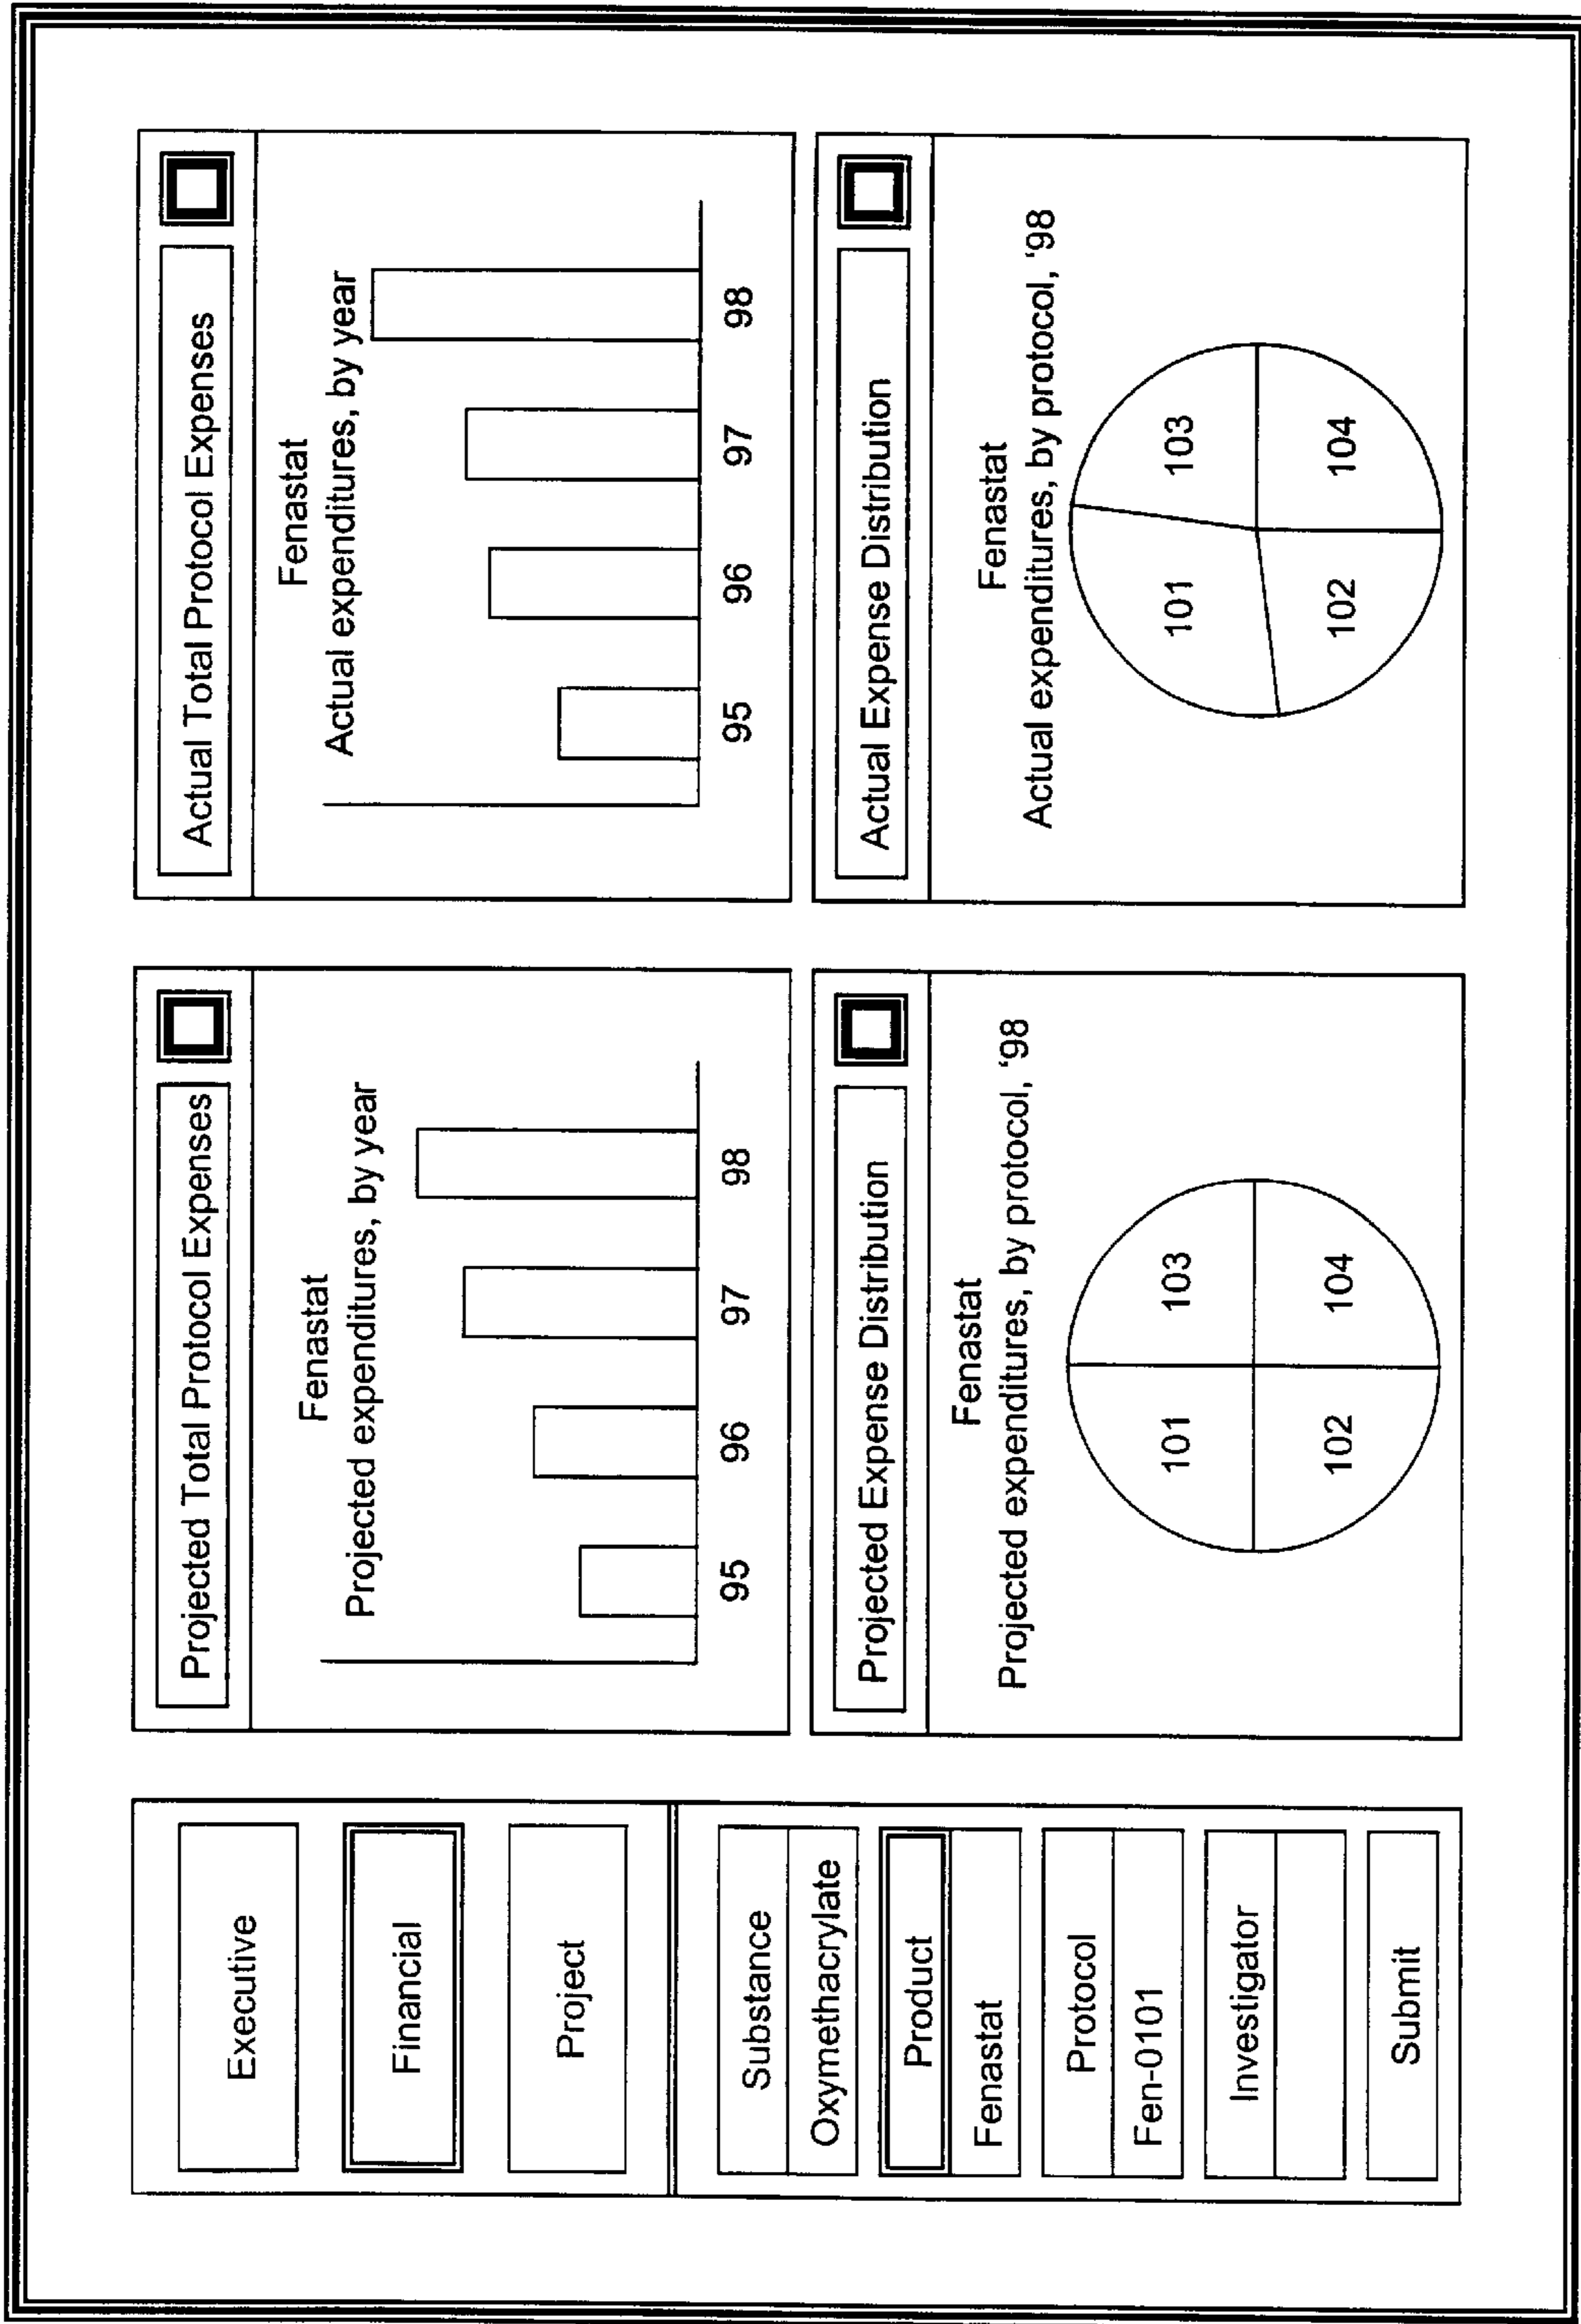 Executive
Financial
Project
Substance
Oxymethacrylate
Product
Fenastat
Protocol
Fen-0101
Investigator
Submit
Projected Total Protocol Expenses
Fenastat
Projected expenditures, by year
95 96 97 98
Actual Total Protocol Expenses
Fenastat
Actual expenditures, by year
95 96 97 98
Projected Expense Distribution
Fenastat
Projected expenditures, by protocol, ‘98
101 103
102 104
Actual Expense Distribution
Fenastat
Actual expenditures, by protocol, ‘98
101 103
102 104